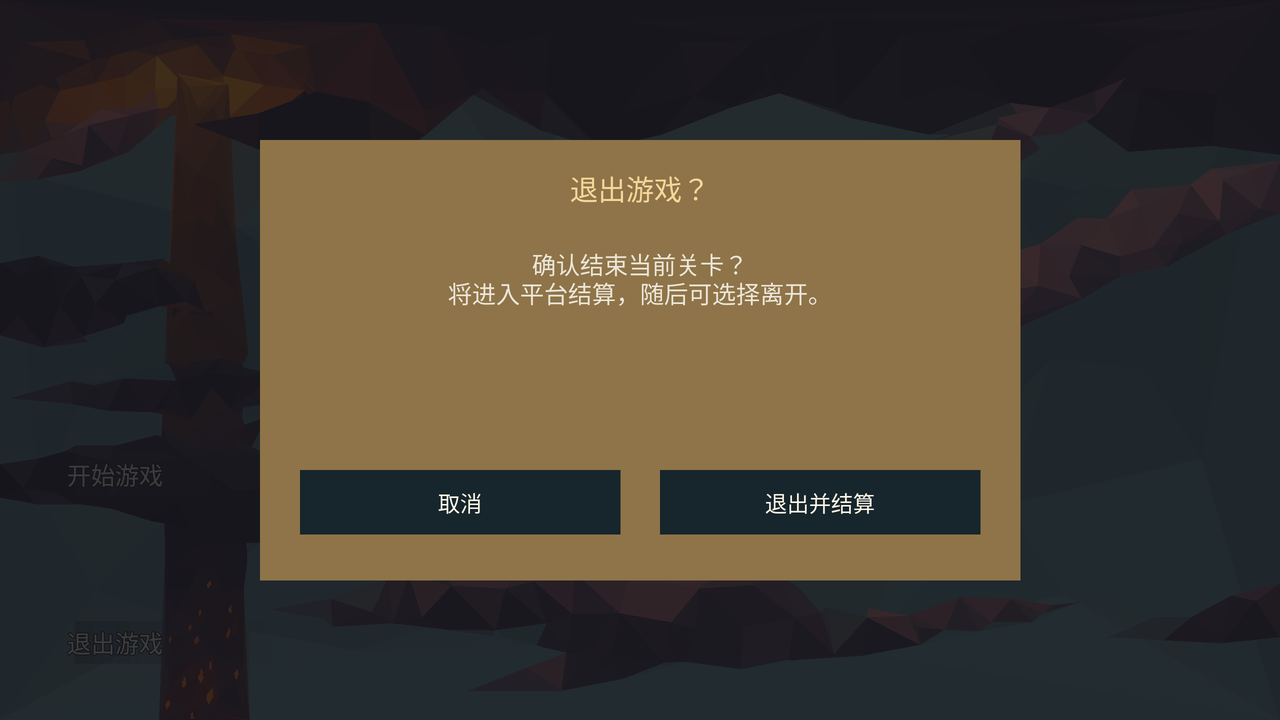 退出游戏？
确认结束当前关卡？
将进入平台结算，随后可选择离开。
取消
退出并结算
开始游戏
退出游戏